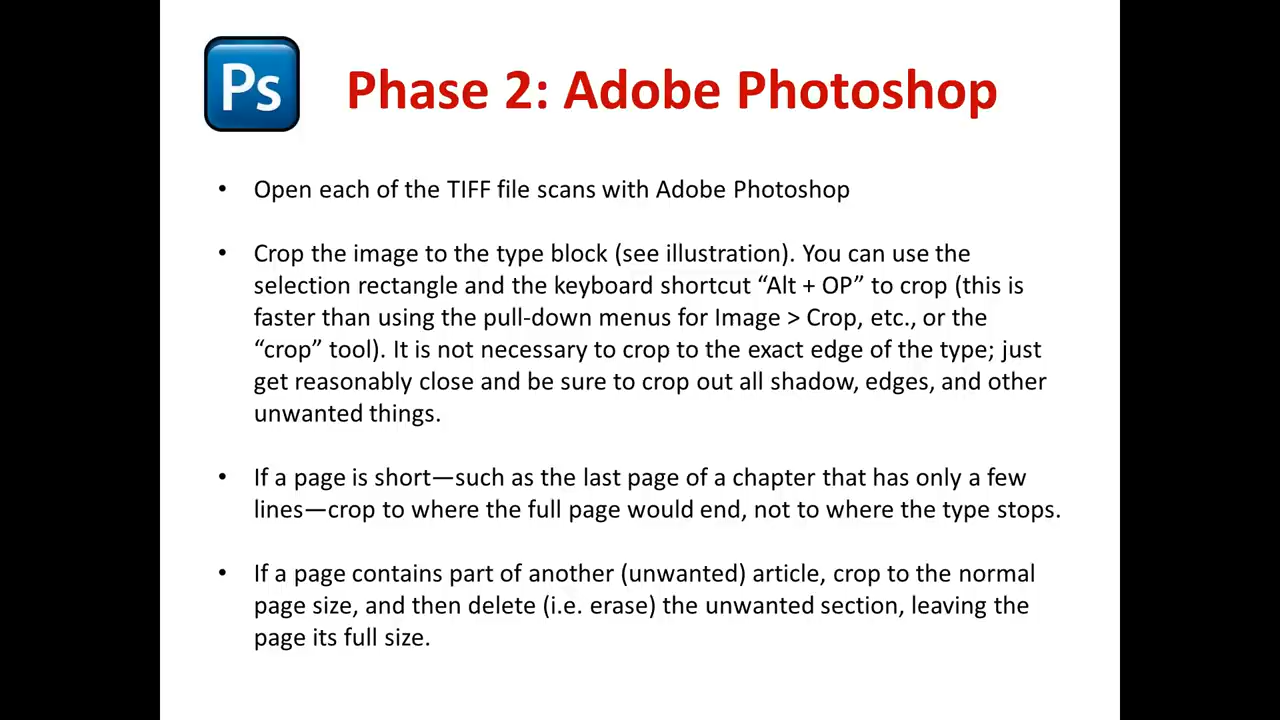 Ps
Phase 2: Adobe Photoshop
• Open each of the TIFF file scans with Adobe Photoshop
• Crop the image to the type block (see illustration). You can use the
selection rectangle and the keyboard shortcut “Alt + OP” to crop (this is
faster than using the pull-down menus for Image > Crop, etc., or the
“crop” tool). It is not necessary to crop to the exact edge of the type; just
get reasonably close and be sure to crop out all shadow, edges, and other
unwanted things.
• If a page is short—such as the last page of a chapter that has only a few
lines—crop to where the full page would end, not to where the type stops.
• If a page contains part of another (unwanted) article, crop to the normal
page size, and then delete (i.e. erase) the unwanted section, leaving the
page its full size.